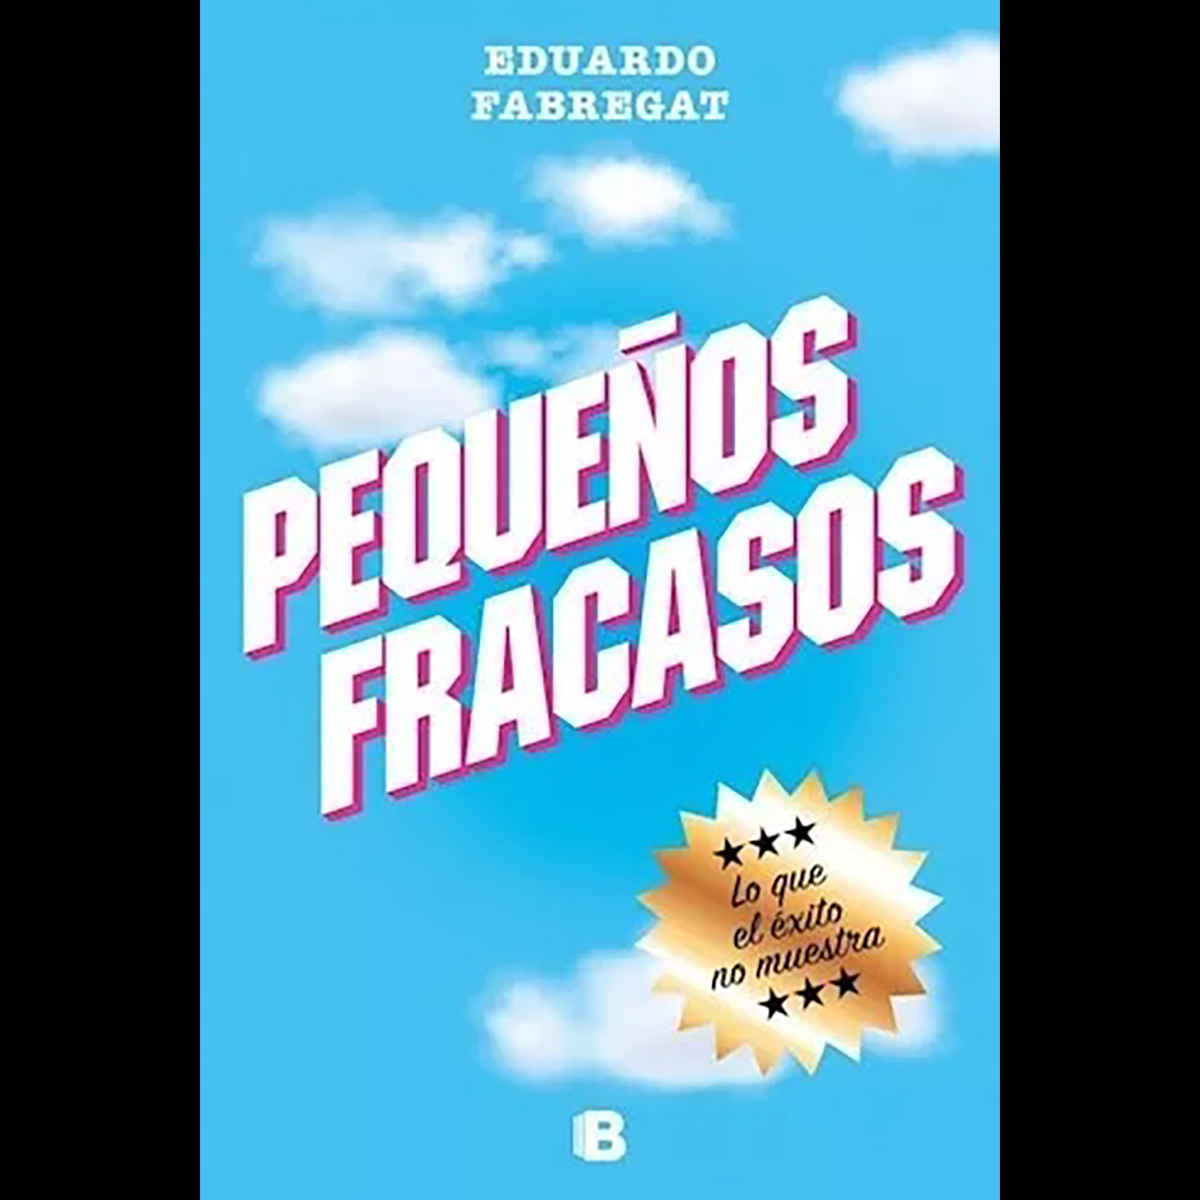 EDUARDO
FABREGAT
PEQUEÑOS
FRACASOS
Lo que
el éxito
no muestra
B